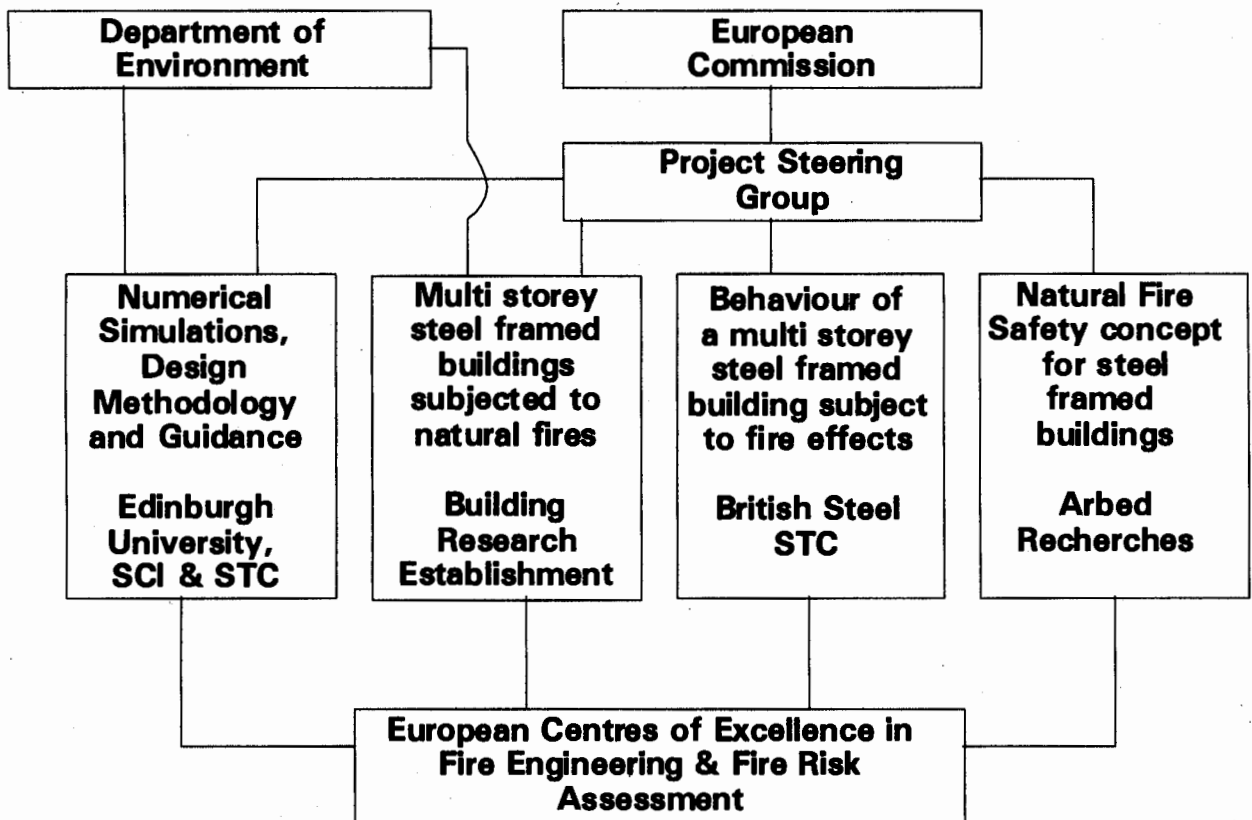 Department of
Environment
European
Commission
Project Steering
Group
Numerical
Simulations,
Design
Methodology
and Guidance
Edinburgh
University,
SCI & STC
Multi storey
steel framed
buildings
subjected to
natural fires
Building
Research
Establishment
Behaviour of
a multi storey
steel framed
building subject
to fire effects
British Steel
STC
Natural Fire
Safety concept
for steel
framed
buildings
Arbed
Recherches
European Centres of Excellence in
Fire Engineering & Fire Risk
Assessment